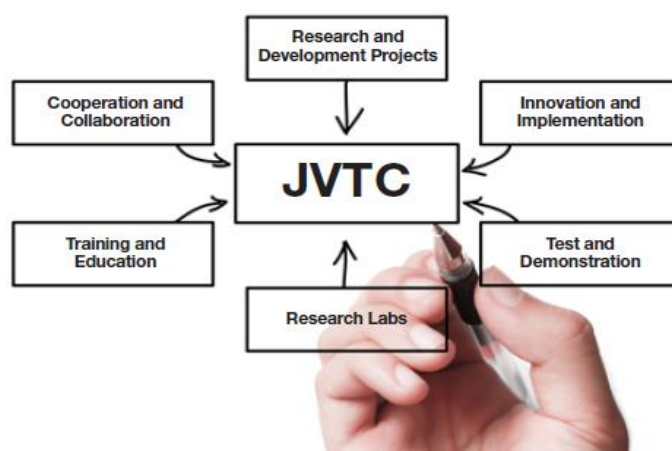 Research and
Development Projects
Cooperation and
Collaboration
Innovation and
Implementation
JVTC
Training and
Education
Test and
Demonstration
Research Labs